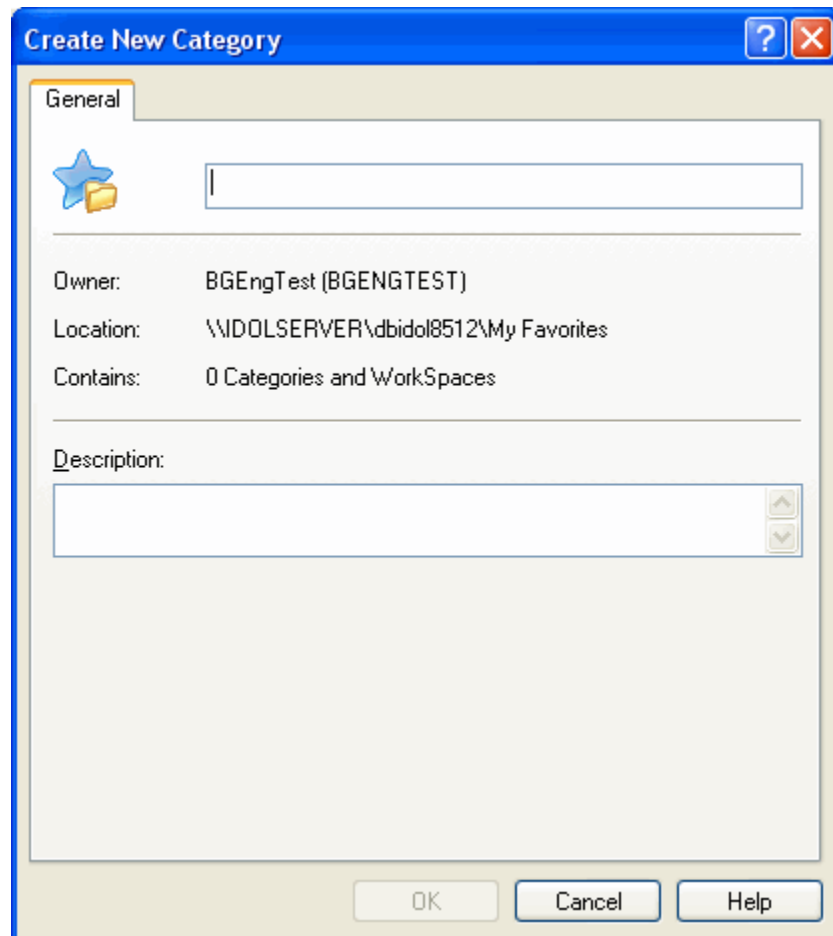 Create New Category
General
Owner: BGEngTest (BGENGTEST)
Location: \\IDOLSERVER\dbidol8512\My Favorites
Contains: 0 Categories and WorkSpaces
Description:
OK Cancel Help